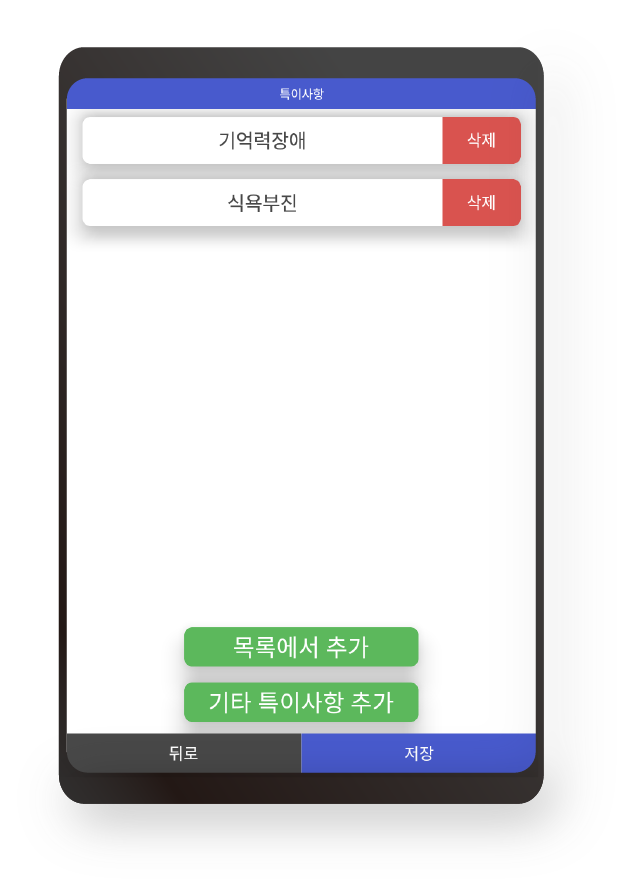 특이사항
기억력장애 삭제
식욕부진 삭제
목록에서 추가
기타 특이사항 추가
뒤로 저장